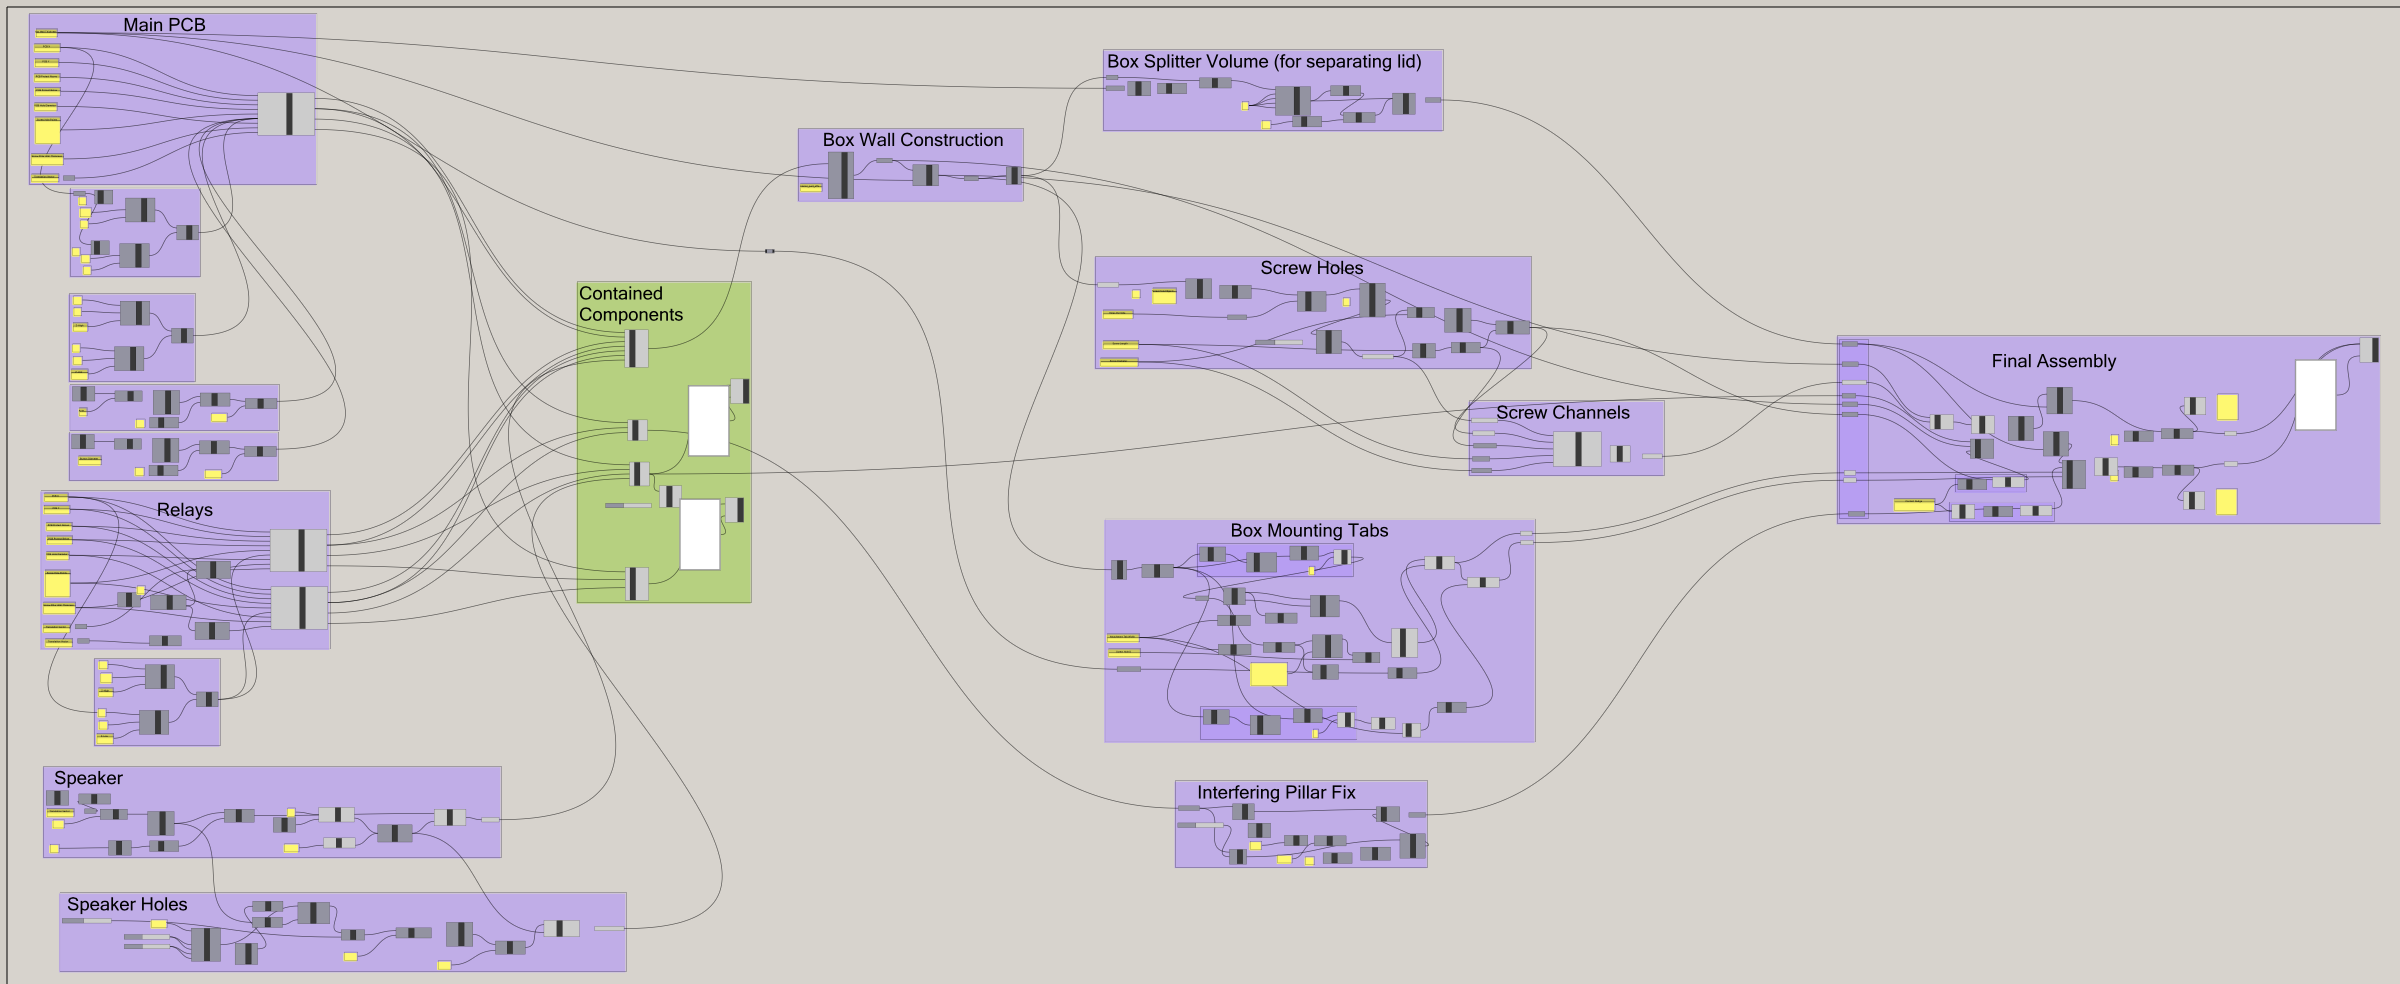 Main PCB
Box Splitter Volume (for separating lid)
Box Wall Construction
Screw Holes
Contained
Components
Final Assembly
Screw Channels
Relays
Box Mounting Tabs
Speaker
Interfering Pillar Fix
Speaker Holes